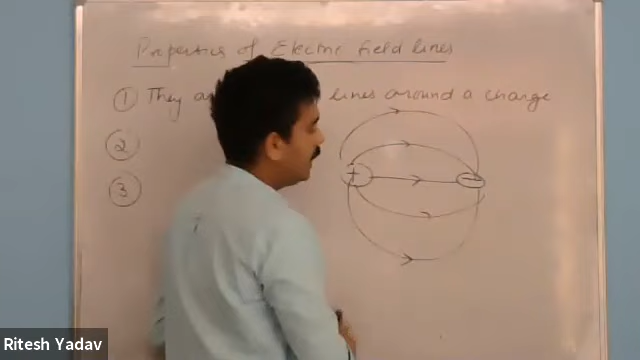 Properties of Electric field lines
① They lines around a charge
②
③
+ −
Ritesh Yadav